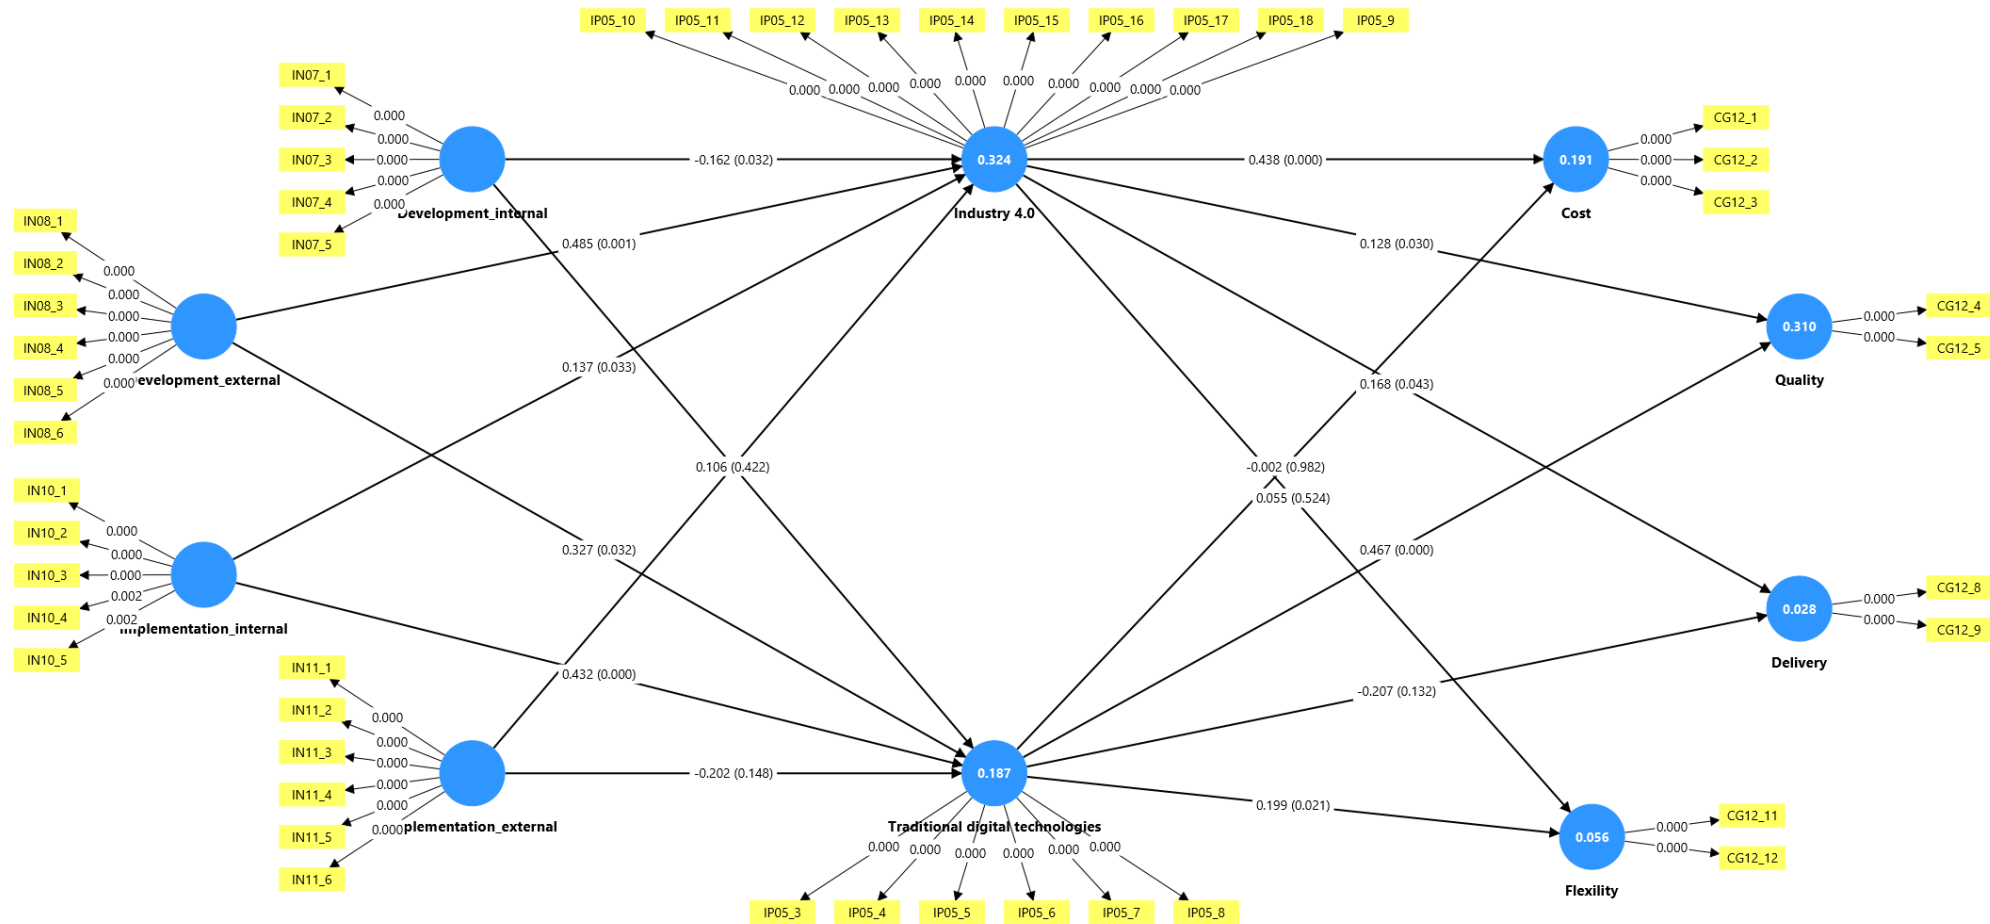 IP05_10 IP05_11 IP05_12 IP05_13 IP05_14 IP05_15 IP05_16 IP05_17 IP05_18 IP05_9
0.000 0.000 0.000 0.000 0.000 0.000 0.000 0.000 0.000 0.000
IN07_1
IN07_2
IN07_3
IN07_4
IN07_5
0.000
0.000
0.000
0.000
0.000
Development_internal
-0.162 (0.032)
0.324
Industry 4.0
0.438 (0.000)
0.191
Cost
0.000
0.000
0.000
CG12_1
CG12_2
CG12_3
IN08_1
IN08_2
IN08_3
IN08_4
IN08_5
IN08_6
0.000
0.000
0.000
0.000
0.000
0.000
evelopment_external
0.485 (0.001)
0.128 (0.030)
0.310
Quality
0.000
0.000
CG12_4
CG12_5
0.137 (0.033)
0.168 (0.043)
0.106 (0.422)
-0.002 (0.982)
0.055 (0.524)
IN10_1
IN10_2
IN10_3
IN10_4
IN10_5
0.000
0.000
0.000
0.002
0.002
Implementation_internal
0.327 (0.032)
0.467 (0.000)
0.028
Delivery
0.000
0.000
CG12_8
CG12_9
0.432 (0.000)
-0.207 (0.132)
IN11_1
IN11_2
IN11_3
IN11_4
IN11_5
IN11_6
0.000
0.000
0.000
0.000
0.000
0.000
plementation_external
-0.202 (0.148)
0.187
Traditional digital technologies
0.199 (0.021)
0.056
Flexility
0.000
0.000
CG12_11
CG12_12
0.000 0.000 0.000 0.000 0.000 0.000
IP05_3 IP05_4 IP05_5 IP05_6 IP05_7 IP05_8